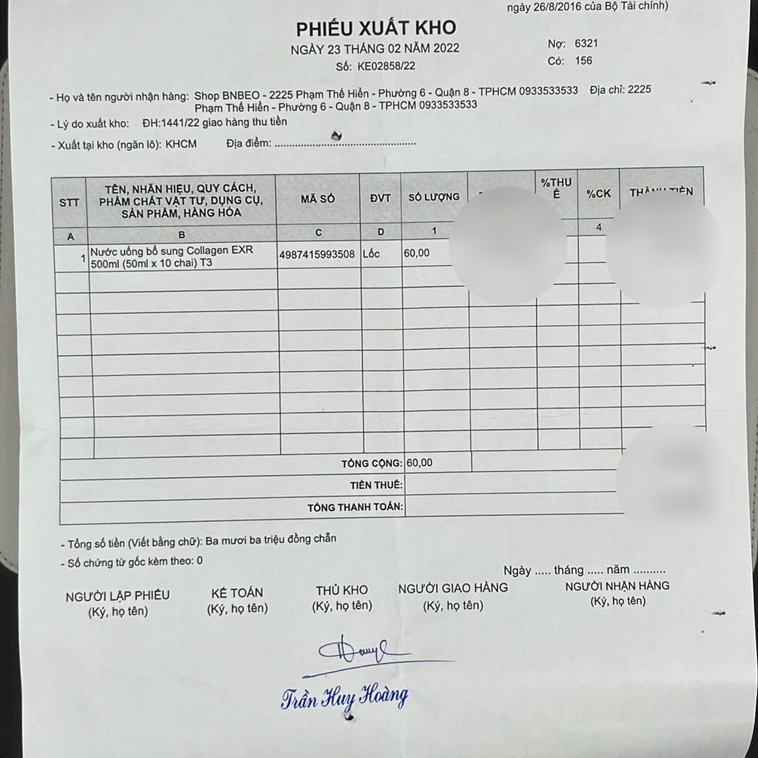 ngày 26/8/2016 của Bộ Tài chính)
PHIẾU XUẤT KHO
NGÀY 23 THÁNG 02 NĂM 2022
Số: KE02858/22
Nợ: 6321
Có: 156
- Họ và tên người nhận hàng: Shop BNBEO - 2225 Phạm Thế Hiển - Phường 6 - Quận 8 - TPHCM 0933533533 Địa chỉ: 2225
Phạm Thế Hiển - Phường 6 - Quận 8 - TPHCM 0933533533
- Lý do xuất kho: ĐH:1441/22 giao hàng thu tiền
- Xuất tại kho (ngăn lô): KHCM Địa điểm: ................................................
STT TÊN, NHÃN HIỆU, QUY CÁCH, PHẨM CHẤT VẬT TƯ, DỤNG CỤ, SẢN PHẨM, HÀNG HÓA MÃ SỐ ĐVT SỐ LƯỢNG %THUẾ %CK THÀNH TIỀN
A B C D 1 4
1 Nước uống bổ sung Collagen EXR 4987415993508 Lốc 60,00
500ml (50ml x 10 chai) T3
TỔNG CỘNG: 60,00
TIỀN THUẾ:
TỔNG THANH TOÁN:
- Tổng số tiền (Viết bằng chữ): Ba mươi ba triệu đồng chẵn
- Số chứng từ gốc kèm theo: 0
Ngày ..... tháng ..... năm ..........
NGƯỜI LẬP PHIẾU KẾ TOÁN THỦ KHO NGƯỜI GIAO HÀNG NGƯỜI NHẬN HÀNG
(Ký, họ tên) (Ký, họ tên) (Ký, họ tên) (Ký, họ tên) (Ký, họ tên)
Trần Huy Hoàng